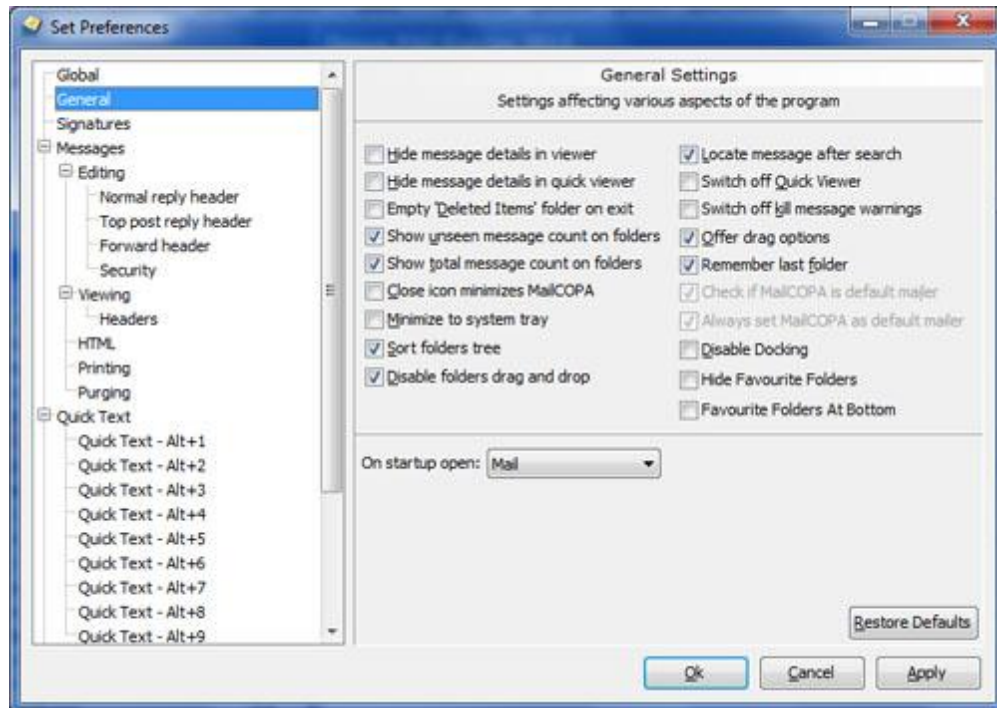 Set Preferences
Global
General
Signatures
Messages
Editing
Normal reply header
Top post reply header
Forward header
Security
Viewing
Headers
HTML
Printing
Purging
Quick Text
Quick Text - Alt+1
Quick Text - Alt+2
Quick Text - Alt+3
Quick Text - Alt+4
Quick Text - Alt+5
Quick Text - Alt+6
Quick Text - Alt+7
Quick Text - Alt+8
Quick Text - Alt+9
General Settings
Settings affecting various aspects of the program
Hide message details in viewer
Hide message details in quick viewer
Empty 'Deleted Items' folder on exit
Show unseen message count on folders
Show total message count on folders
Close icon minimizes MailCOPA
Minimize to system tray
Sort folders tree
Disable folders drag and drop
Locate message after search
Switch off Quick Viewer
Switch off kill message warnings
Offer drag options
Remember last folder
Check if MailCOPA is default mailer
Always set MailCOPA as default mailer
Disable Docking
Hide Favourite Folders
Favourite Folders At Bottom
On startup open: Mail
Restore Defaults
Ok
Cancel
Apply